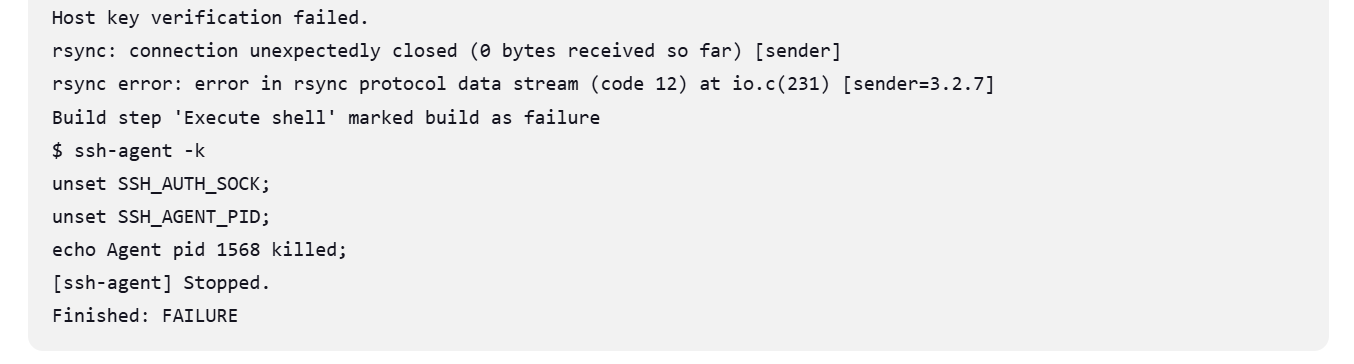 Host key verification failed.
rsync: connection unexpectedly closed (0 bytes received so far) [sender]
rsync error: error in rsync protocol data stream (code 12) at io.c(231) [sender=3.2.7]
Build step 'Execute shell' marked build as failure
$ ssh-agent -k
unset SSH_AUTH_SOCK;
unset SSH_AGENT_PID;
echo Agent pid 1568 killed;
[ssh-agent] Stopped.
Finished: FAILURE